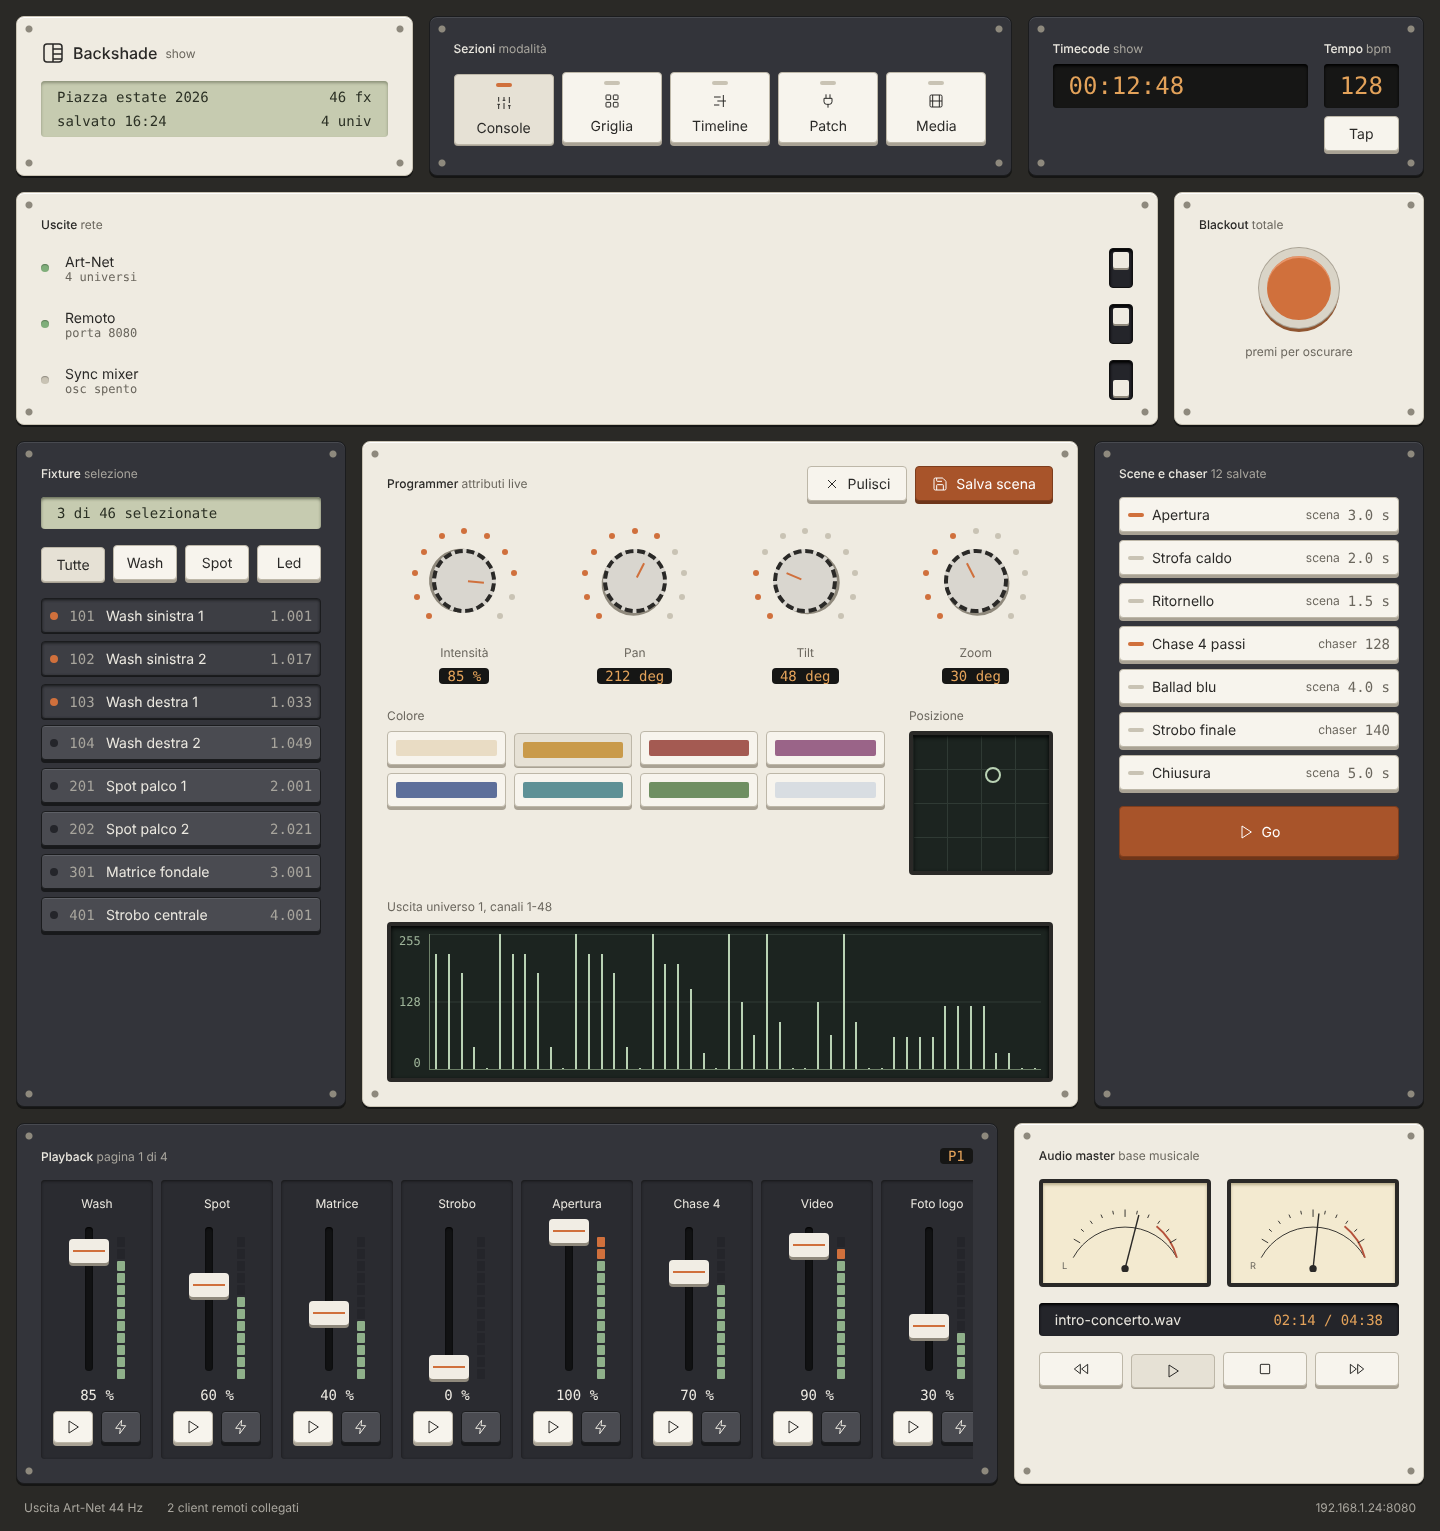 Backshade show
Piazza estate 2026 46 fx
salvato 16:24 4 univ
Sezioni modalità
Console Griglia Timeline Patch Media
Timecode show
00:12:48
Tempo bpm
128
Tap
Uscite rete
Art-Net
4 universi
Remoto
porta 8080
Sync mixer
osc spento
Blackout totale
premi per oscurare
Fixture selezione
3 di 46 selezionate
Tutte Wash Spot Led
101 Wash sinistra 1 1.001
102 Wash sinistra 2 1.017
103 Wash destra 1 1.033
104 Wash destra 2 1.049
201 Spot palco 1 2.001
202 Spot palco 2 2.021
301 Matrice fondale 3.001
401 Strobo centrale 4.001
Programmer attributi live
Pulisci Salva scena
Intensità Pan Tilt Zoom
85 % 212 deg 48 deg 30 deg
Colore
Posizione
Uscita universo 1, canali 1-48
255
128
0
Scene e chaser 12 salvate
Apertura scena 3.0 s
Strofa caldo scena 2.0 s
Ritornello scena 1.5 s
Chase 4 passi chaser 128
Ballad blu scena 4.0 s
Strobo finale chaser 140
Chiusura scena 5.0 s
Go
Playback pagina 1 di 4 P1
Wash Spot Matrice Strobo Apertura Chase 4 Video Foto logo
85 % 60 % 40 % 0 % 100 % 70 % 90 % 30 %
Audio master base musicale
L R
intro-concerto.wav 02:14 / 04:38
Uscita Art-Net 44 Hz 2 client remoti collegati 192.168.1.24:8080